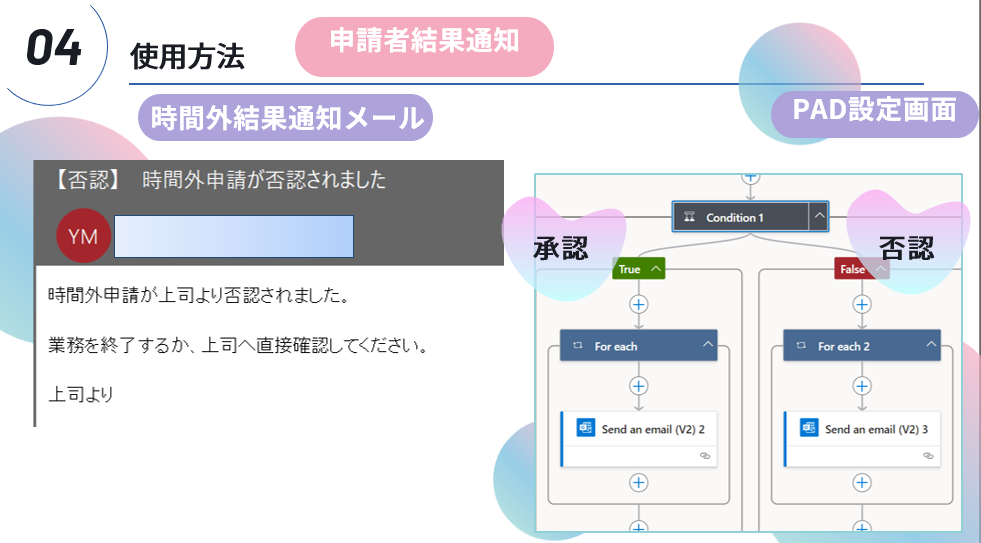 04
使用方法
申請者結果通知
時間外結果通知メール
PAD設定画面
【否認】 時間外申請が否認されました
YM
時間外申請が上司より否認されました。
業務を終了するか、上司へ直接確認してください。
上司より
Condition 1
承認
否認
True
False
For each
For each 2
Send an email (V2) 2
Send an email (V2) 3